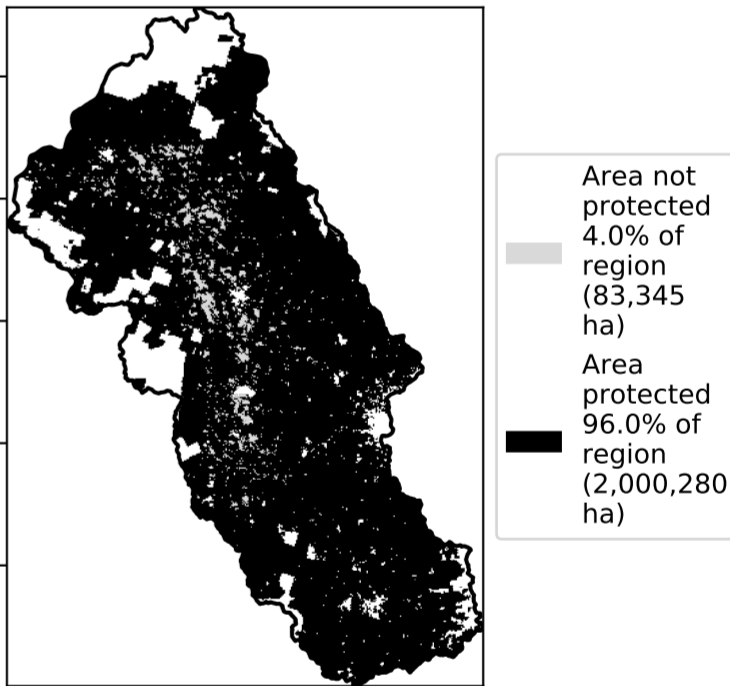 Area not
protected
4.0% of
region
(83,345
ha)
Area
protected
96.0% of
region
(2,000,280
ha)